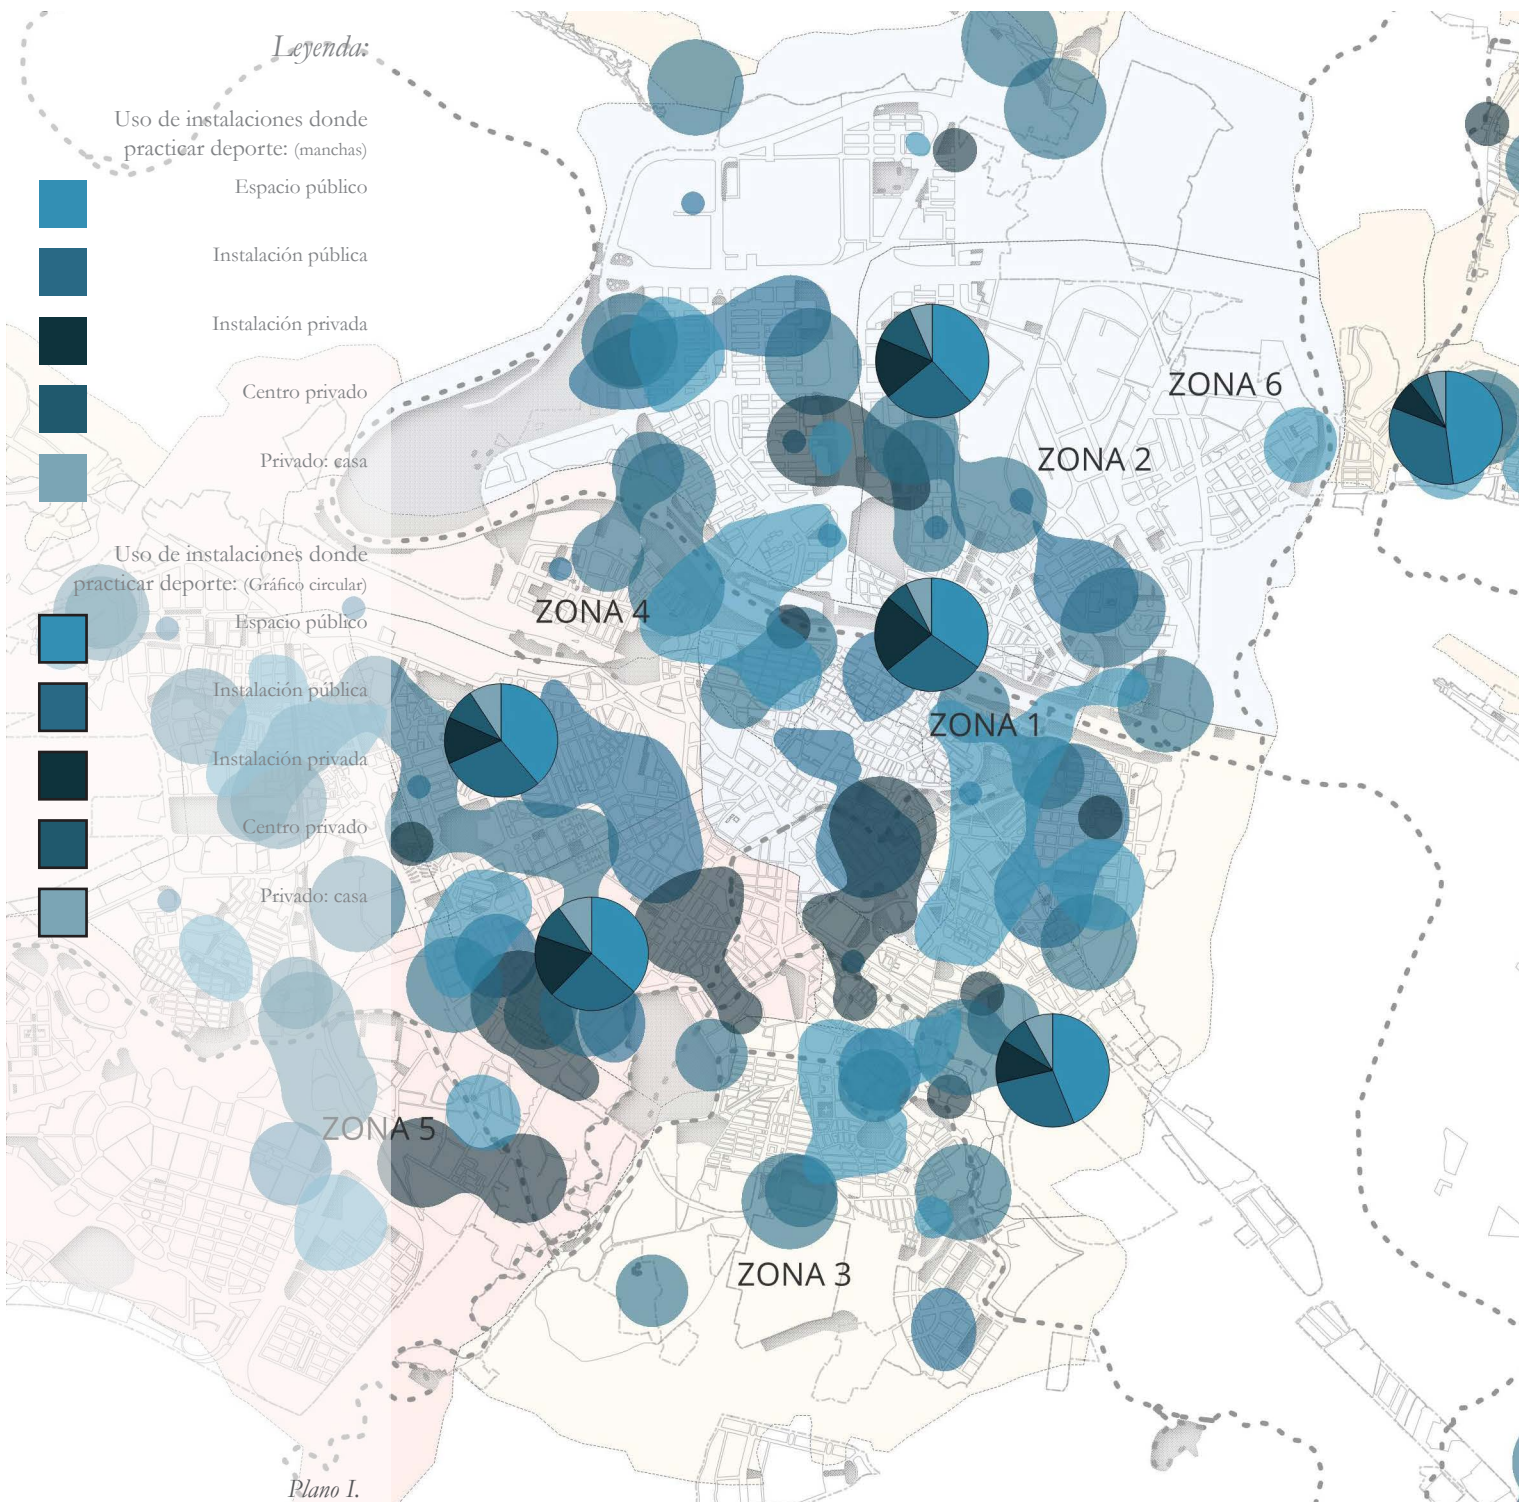 Leyenda:
Uso de instalaciones donde
practicar deporte: (manchas)
Espacio público
Instalación pública
Instalación privada
Centro privado
Privado: casa
Uso de instalaciones donde
practicar deporte: (Gráfico circular)
Espacio público
Instalación pública
Instalación privada
Centro privado
Privado: casa
Plano I.
ZONA 6
ZONA 2
ZONA 4
ZONA 1
ZONA 5
ZONA 3